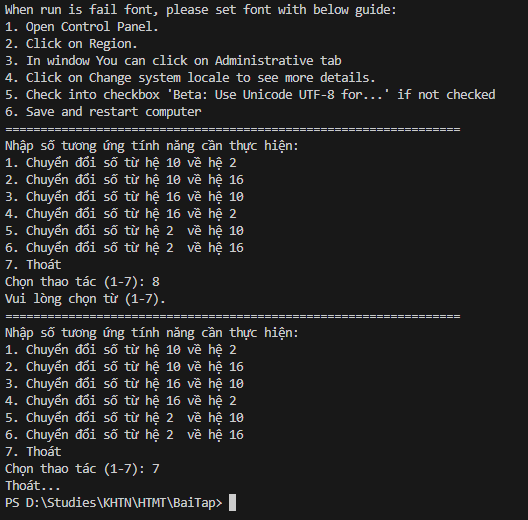 When run is fail font, please set font with below guide:
1. Open Control Panel.
2. Click on Region.
3. In window You can click on Administrative tab
4. Click on Change system locale to see more details.
5. Check into checkbox 'Beta: Use Unicode UTF-8 for...' if not checked
6. Save and restart computer
=================================================================
Nhập số tương ứng tính năng cần thực hiện:
1. Chuyển đổi số từ hệ 10 về hệ 2
2. Chuyển đổi số từ hệ 10 về hệ 16
3. Chuyển đổi số từ hệ 16 về hệ 10
4. Chuyển đổi số từ hệ 16 về hệ 2
5. Chuyển đổi số từ hệ 2  về hệ 10
6. Chuyển đổi số từ hệ 2  về hệ 16
7. Thoát
Chọn thao tác (1-7): 8
Vui lòng chọn từ (1-7).
=================================================================
Nhập số tương ứng tính năng cần thực hiện:
1. Chuyển đổi số từ hệ 10 về hệ 2
2. Chuyển đổi số từ hệ 10 về hệ 16
3. Chuyển đổi số từ hệ 16 về hệ 10
4. Chuyển đổi số từ hệ 16 về hệ 2
5. Chuyển đổi số từ hệ 2  về hệ 10
6. Chuyển đổi số từ hệ 2  về hệ 16
7. Thoát
Chọn thao tác (1-7): 7
Thoát...
PS D:\Studies\KHTN\HTMT\BaiTap>